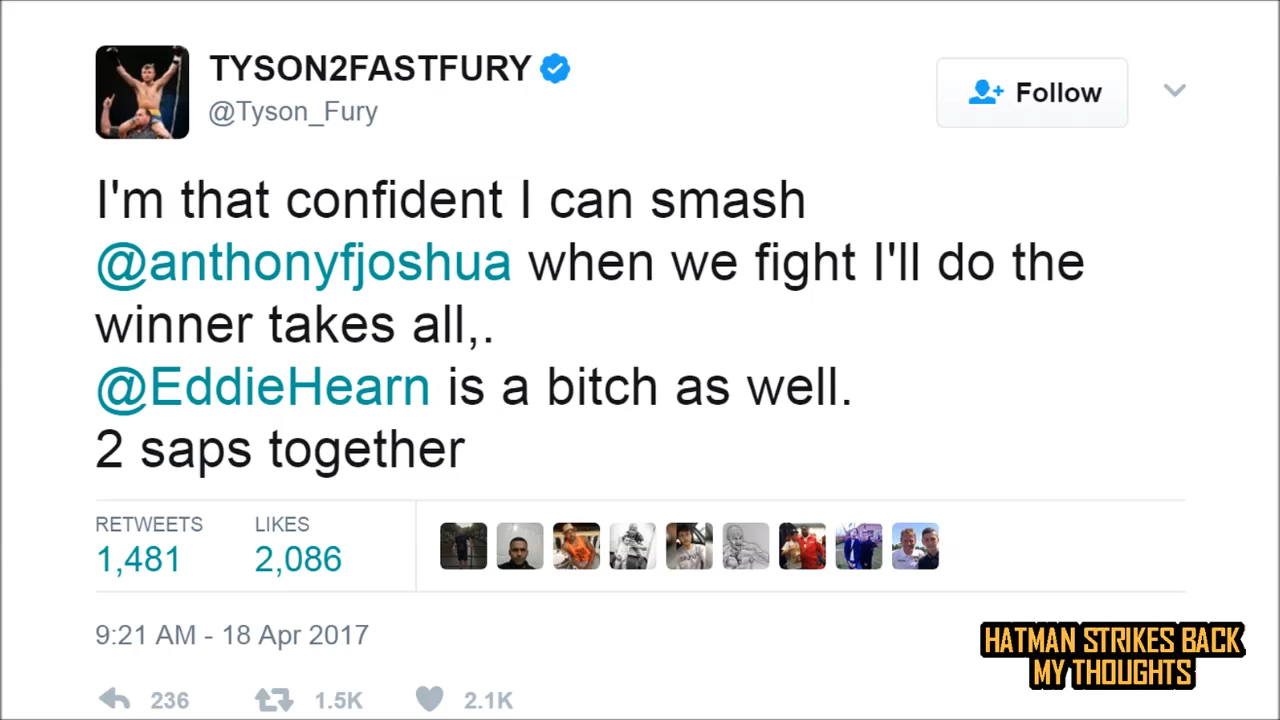 TYSON2FASTFURY
@Tyson_Fury
Follow
I'm that confident I can smash
@anthonyfjoshua when we fight I'll do the
winner takes all,.
@EddieHearn is a bitch as well.
2 saps together
RETWEETS LIKES
1,481 2,086
9:21 AM - 18 Apr 2017
236 1.5K 2.1K
HATMAN STRIKES BACK
MY THOUGHTS